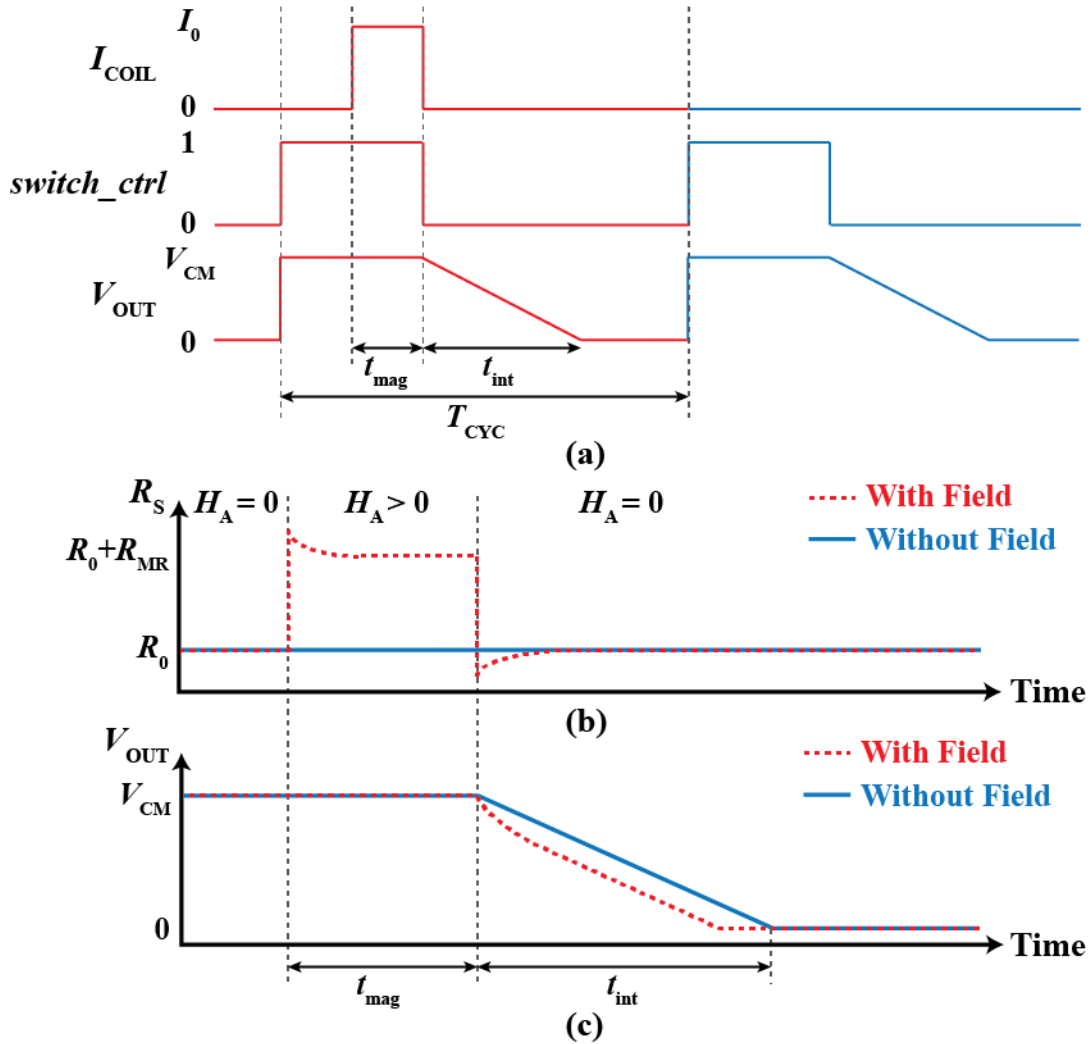 I0
ICOIL
0
1
switch_ctrl
0
VCM
VOUT
0
tmag
tint
TCYC
(a)
RS
HA = 0
HA > 0
HA = 0
With Field
Without Field
R0+RMR
R0
Time
(b)
VOUT
With Field
Without Field
VCM
0
Time
tmag
tint
(c)